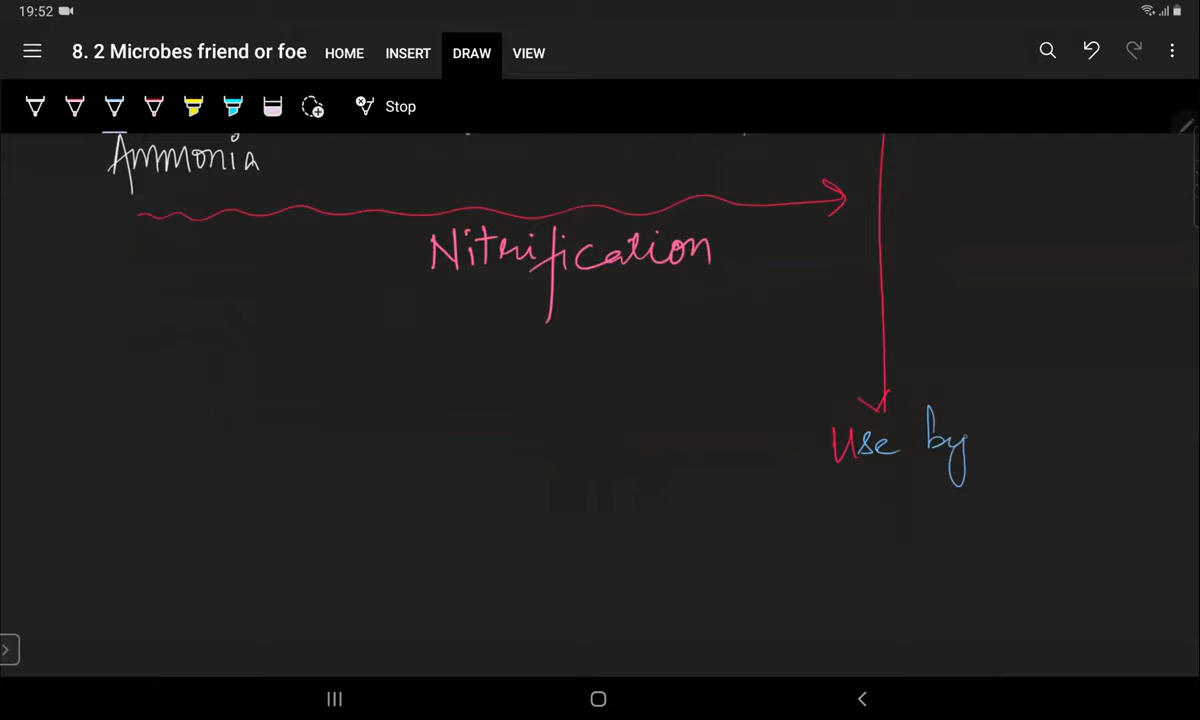 19:52
8. 2 Microbes friend or foe HOME INSERT DRAW VIEW
Stop
Ammonia
Nitrification
Use by